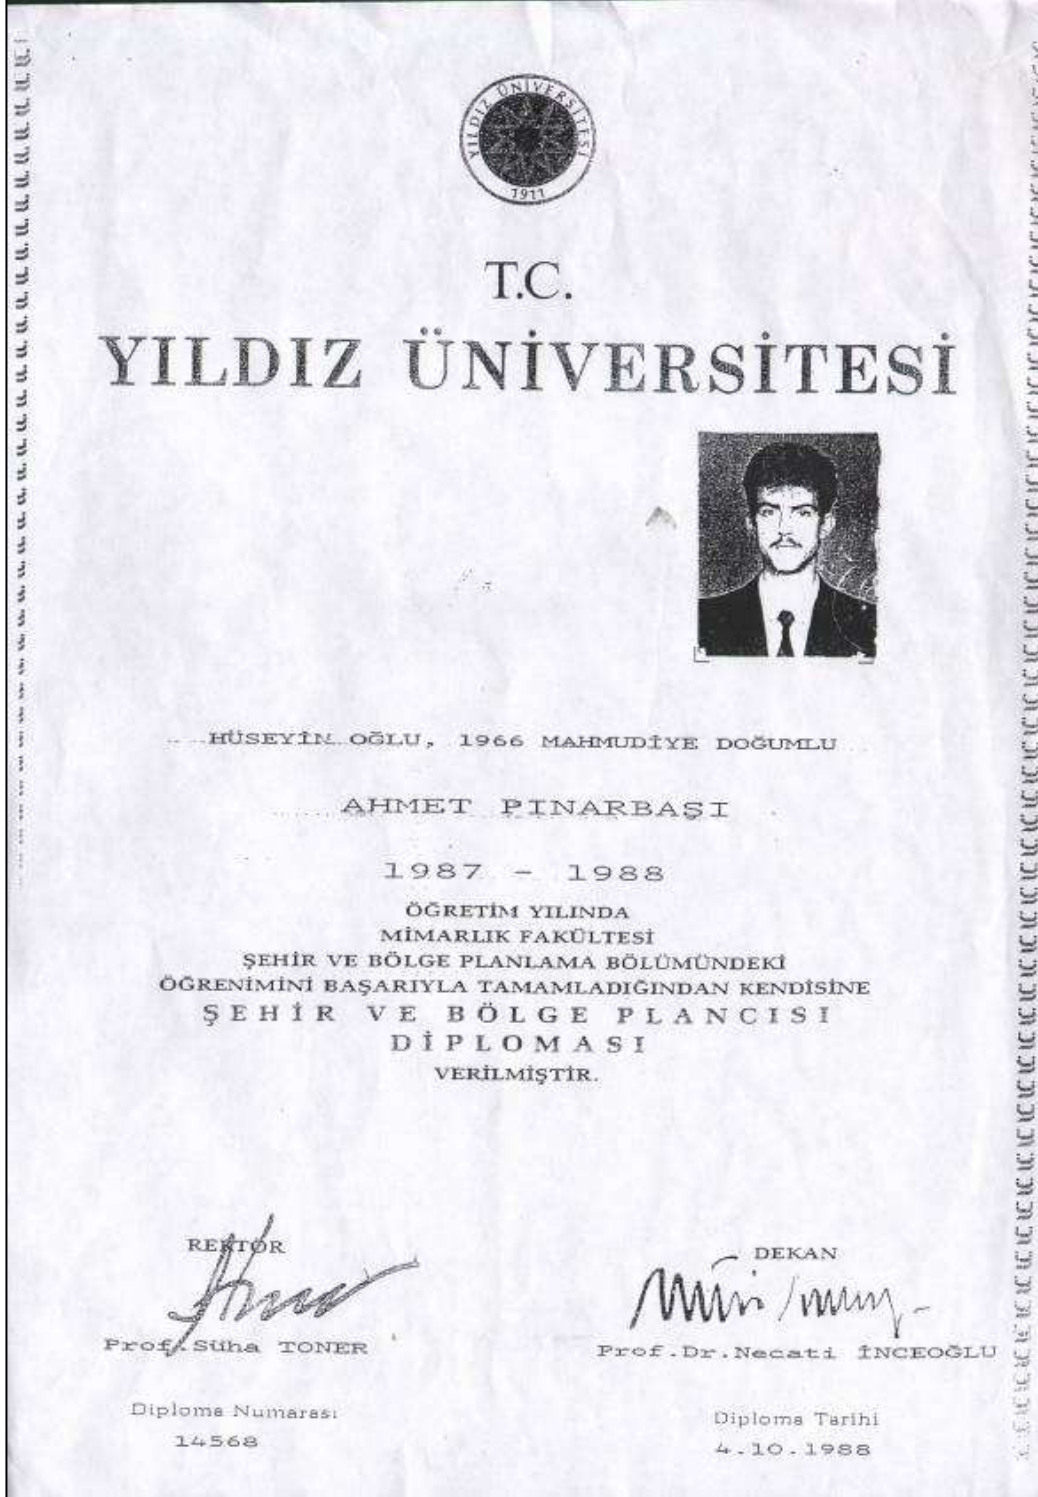 YILDIZ ÜNİVERSİTESİ
1911
T.C.
YILDIZ ÜNİVERSİTESİ
HÜSEYİN OĞLU, 1966 MAHMUDİYE DOĞUMLU
AHMET PINARBAŞI
1987 - 1988
ÖĞRETİM YILINDA
MİMARLIK FAKÜLTESİ
ŞEHİR VE BÖLGE PLANLAMA BÖLÜMÜNDEKİ
ÖĞRENİMİNİ BAŞARIYLA TAMAMLADIĞINDAN KENDİSİNE
ŞEHİR VE BÖLGE PLANCISI
DİPLOMASI
VERİLMİŞTİR.
REKTÖR
Prof.Süha TONER
DEKAN
Prof.Dr.Necati İNCEOĞLU
Diploma Numarası
14568
Diploma Tarihi
4.10.1988